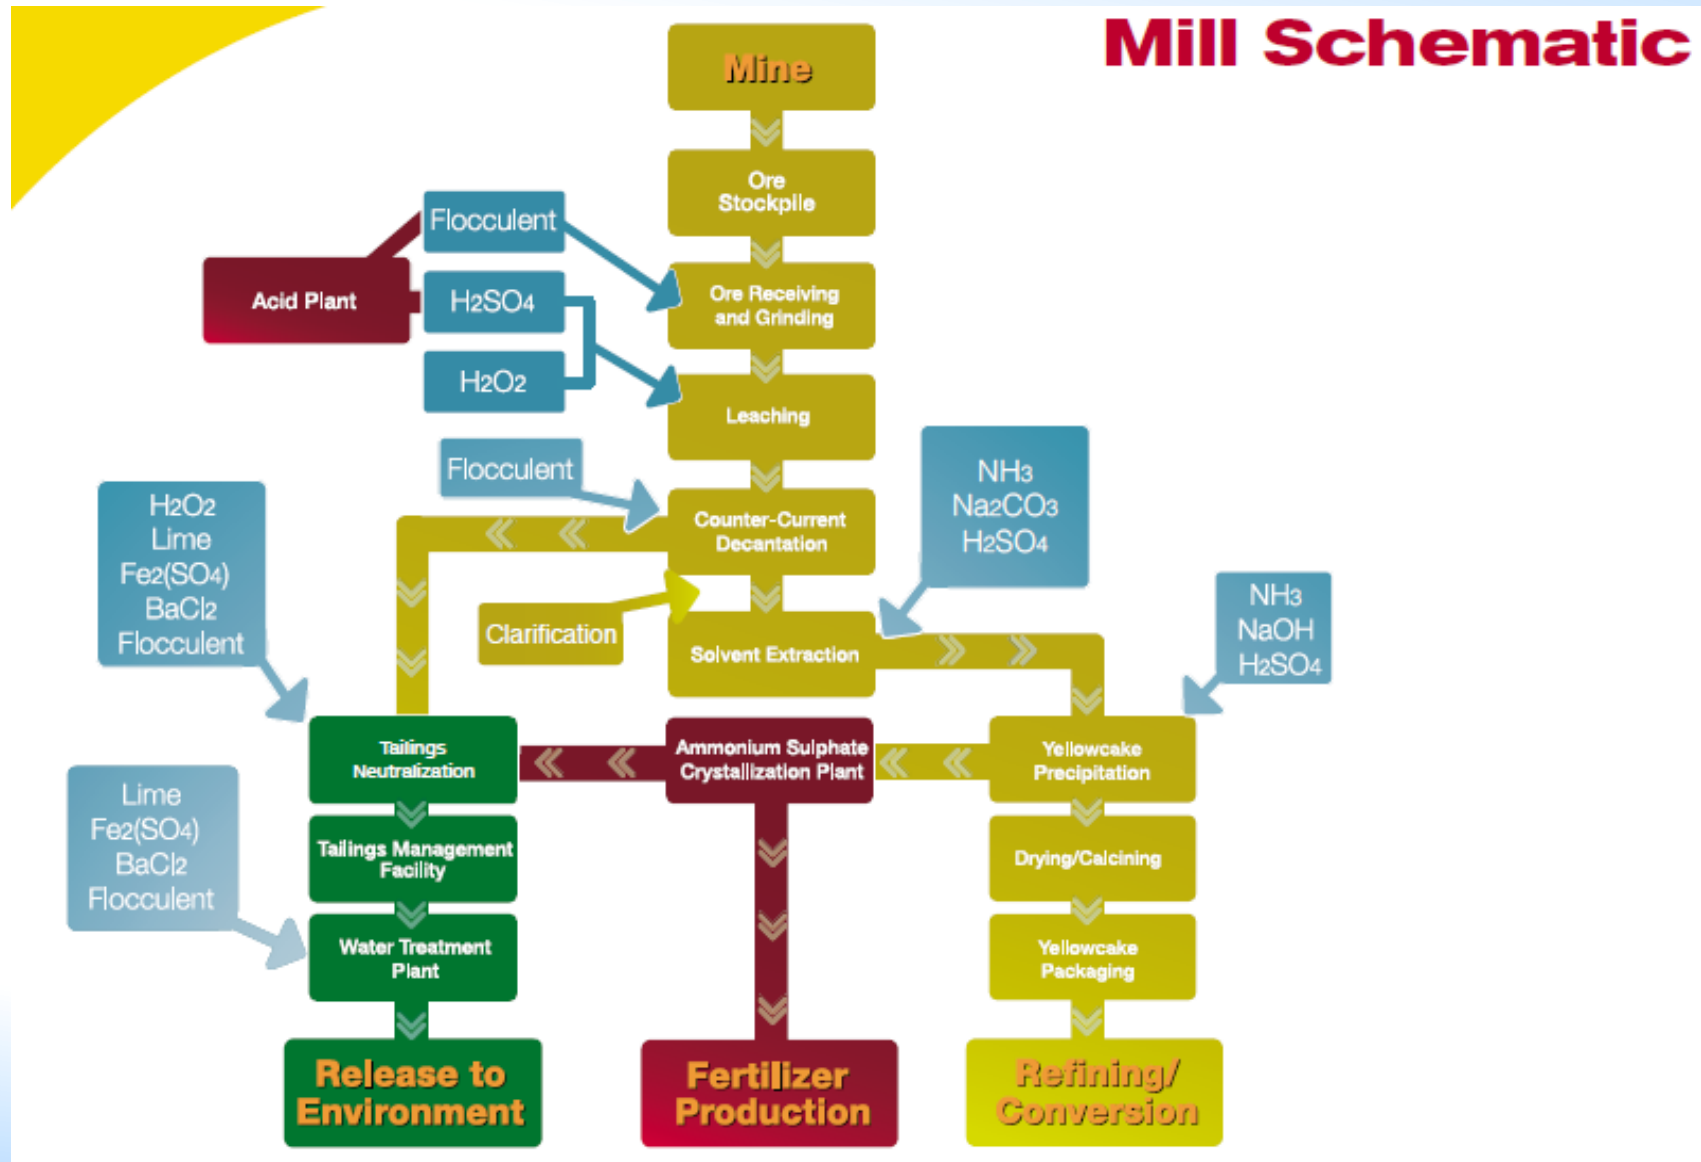 Mill Schematic
Mine
Ore
Stockpile
Flocculent
Acid Plant
H2SO4
H2O2
Ore Receiving
and Grinding
Leaching
Flocculent
Counter-Current
Decantation
NH3
Na2CO3
H2SO4
H2O2
Lime
Fe2(SO4)
BaCl2
Flocculent
Clarification
Solvent Extraction
NH3
NaOH
H2SO4
Tailings
Neutralization
Ammonium Sulphate
Crystallization Plant
Yellowcake
Precipitation
Lime
Fe2(SO4)
BaCl2
Flocculent
Tailings Management
Facility
Drying/Calcining
Water Treatment
Plant
Yellowcake
Packaging
Release to
Environment
Fertilizer
Production
Refining/
Conversion